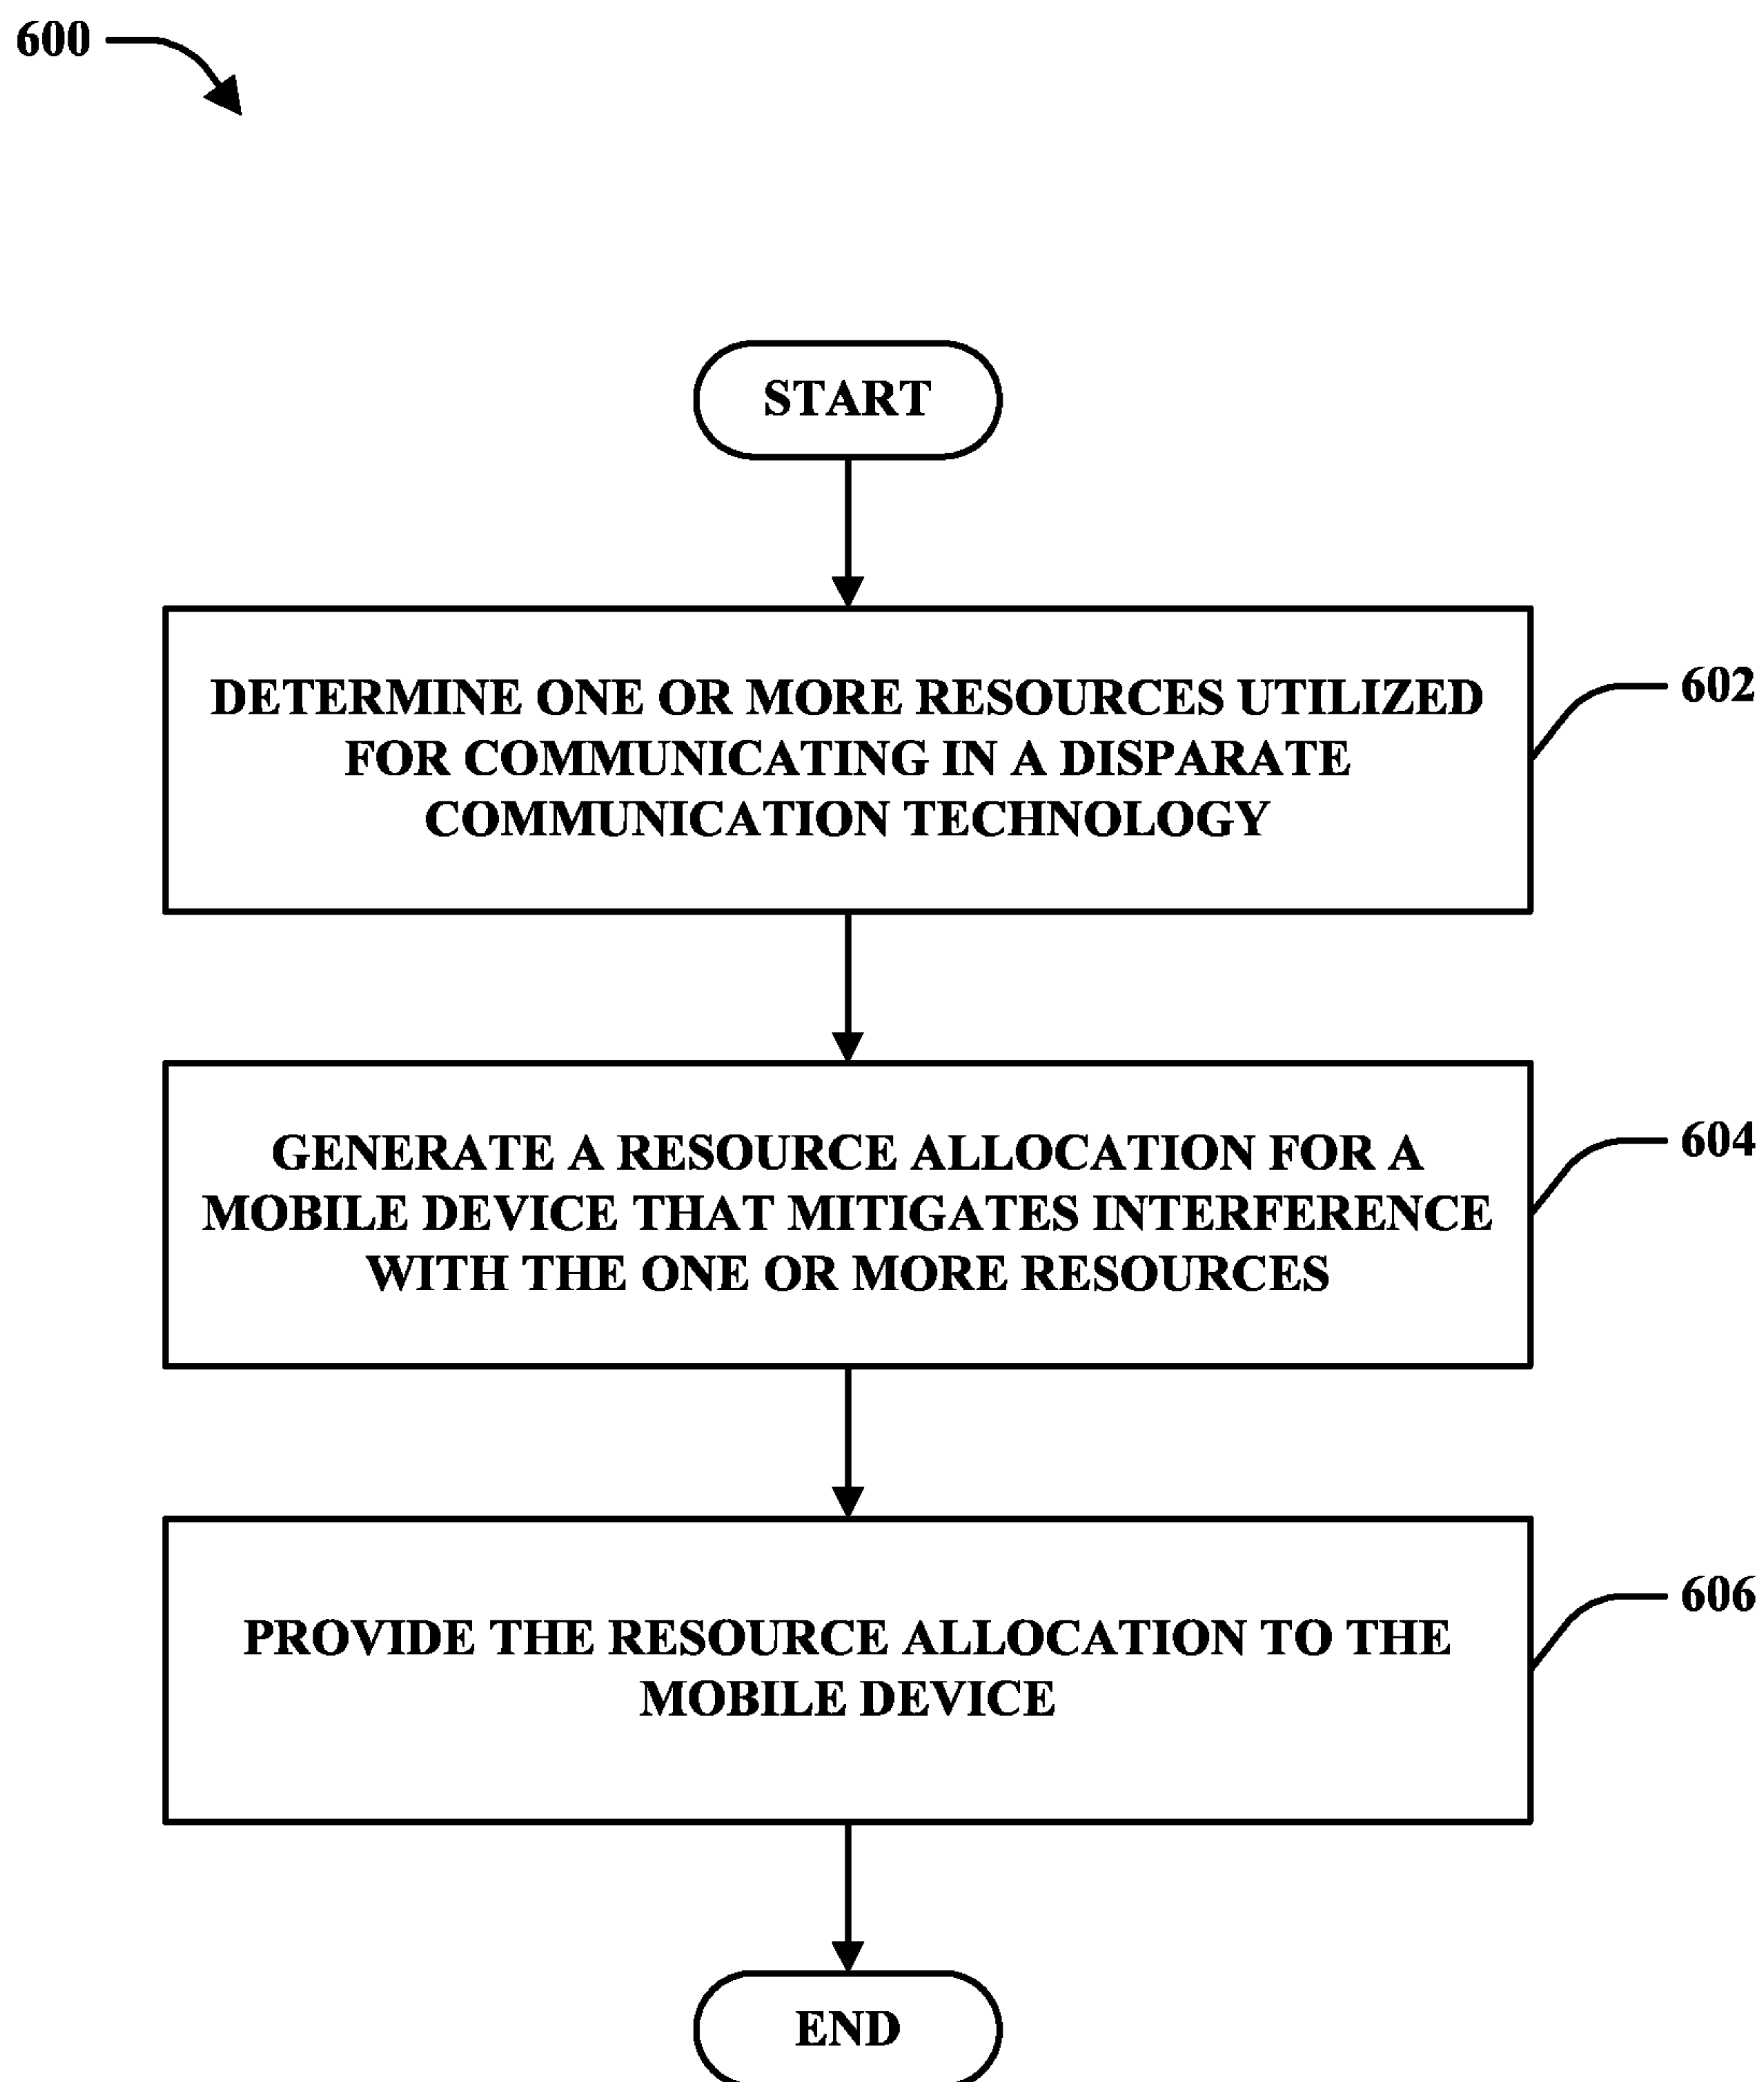 600
START
DETERMINE ONE OR MORE RESOURCES UTILIZED
FOR COMMUNICATING IN A DISPARATE
COMMUNICATION TECHNOLOGY
602
GENERATE A RESOURCE ALLOCATION FOR A
MOBILE DEVICE THAT MITIGATES INTERFERENCE
WITH THE ONE OR MORE RESOURCES
604
PROVIDE THE RESOURCE ALLOCATION TO THE
MOBILE DEVICE
606
END